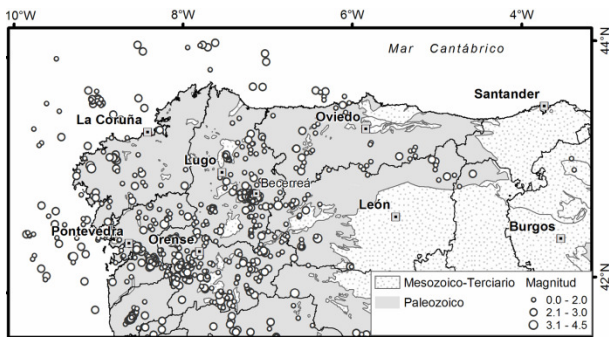 10°W 8°W 6°W 4°W
44°N
Mar Cantábrico
Santander
La Coruña
Oviedo
Lugo
Becerreá
León
Pontevedra
Orense
Burgos
42°N
Mesozoico-Terciario
Paleozoico
Magnitud
0.0 - 2.0
2.1 - 3.0
3.1 - 4.5